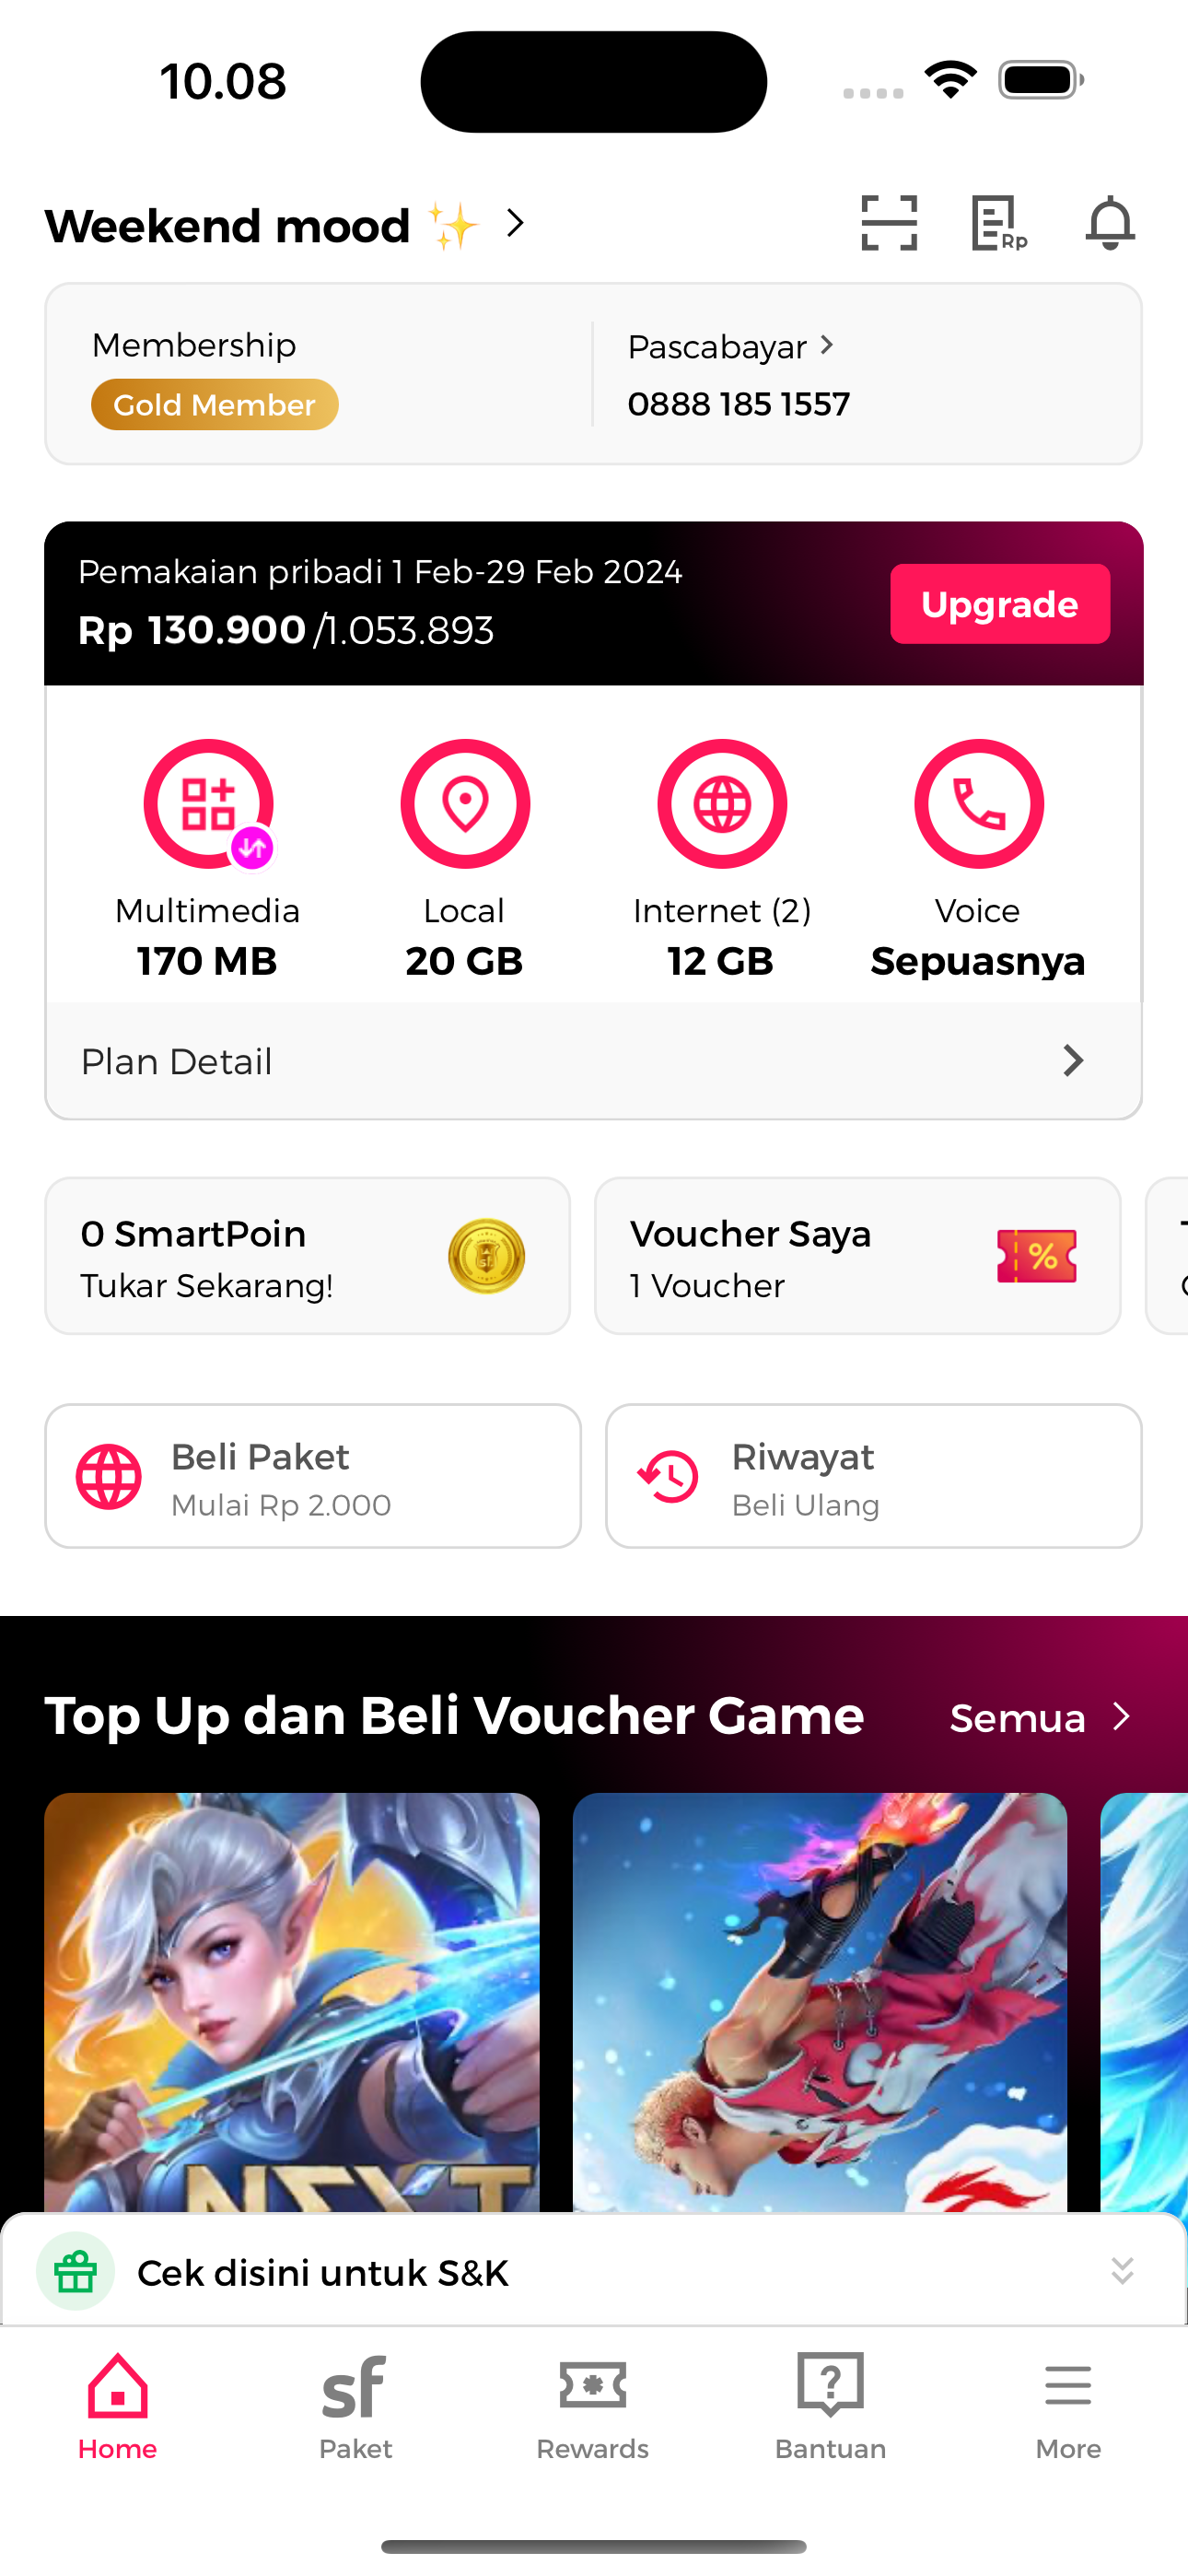 10.08
Weekend mood ✨ >
Rp
Membership
Pascabayar >
Gold Member
0888 185 1557
Pemakaian pribadi 1 Feb-29 Feb 2024
Rp 130.900/1.053.893
Upgrade
Multimedia
170 MB
Local
20 GB
Internet (2)
12 GB
Voice
Sepuasnya
Plan Detail
0 SmartPoin
Tukar Sekarang!
Voucher Saya
1 Voucher
%
Beli Paket
Mulai Rp 2.000
Riwayat
Beli Ulang
Top Up dan Beli Voucher Game
Semua >
NEXT
Cek disini untuk S&K
Home
sf
Paket
Rewards
?
Bantuan
More